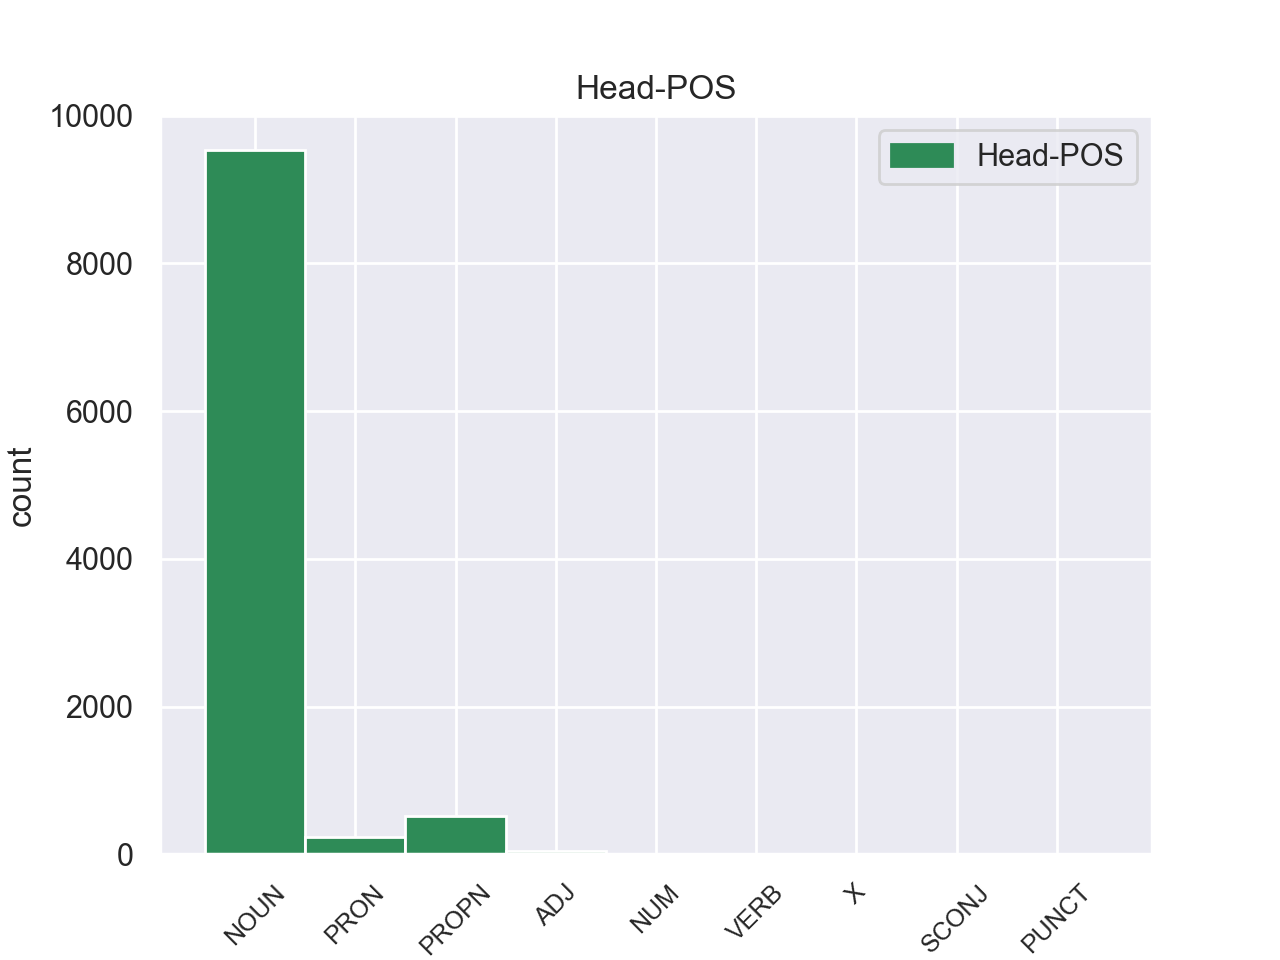 Head-POS
Head-POS
10000
8000
6000
4000
2000
0
count
NOUN
PRON
PROPN
ADJ
NUM
VERB
X
SCONJ
PUNCT